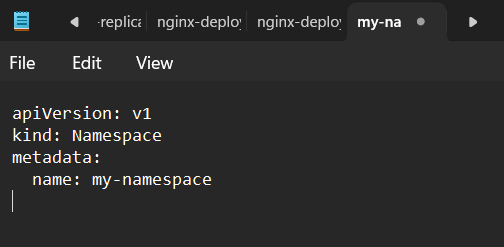 -replica
nginx-deploy
nginx-deploy
my-na
File Edit View
apiVersion: v1
kind: Namespace
metadata:
  name: my-namespace